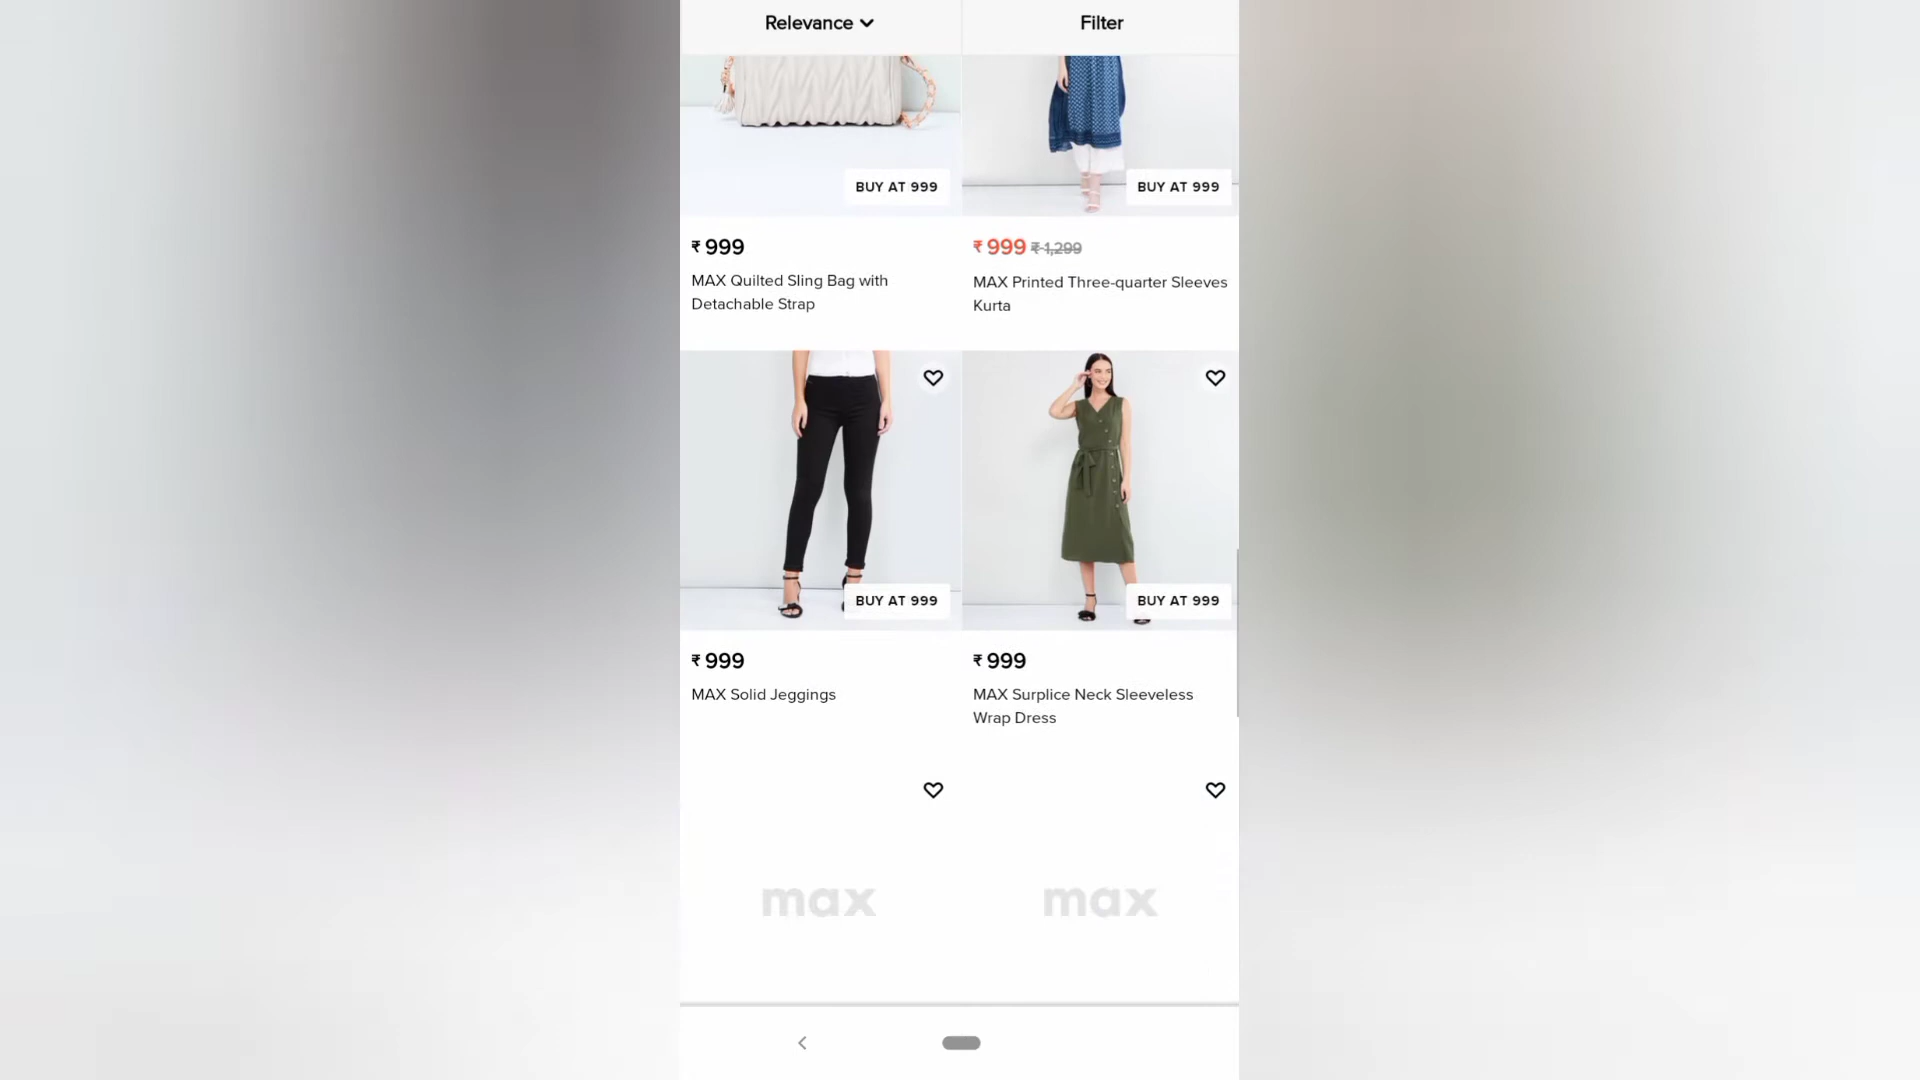 Relevance
Filter
BUY AT 999
BUY AT 999
₹ 999
₹ 999 ₹ 1,299
MAX Quilted Sling Bag with
Detachable Strap
MAX Printed Three-quarter Sleeves
Kurta
BUY AT 999
BUY AT 999
₹ 999
₹ 999
MAX Solid Jeggings
MAX Surplice Neck Sleeveless
Wrap Dress
max
max